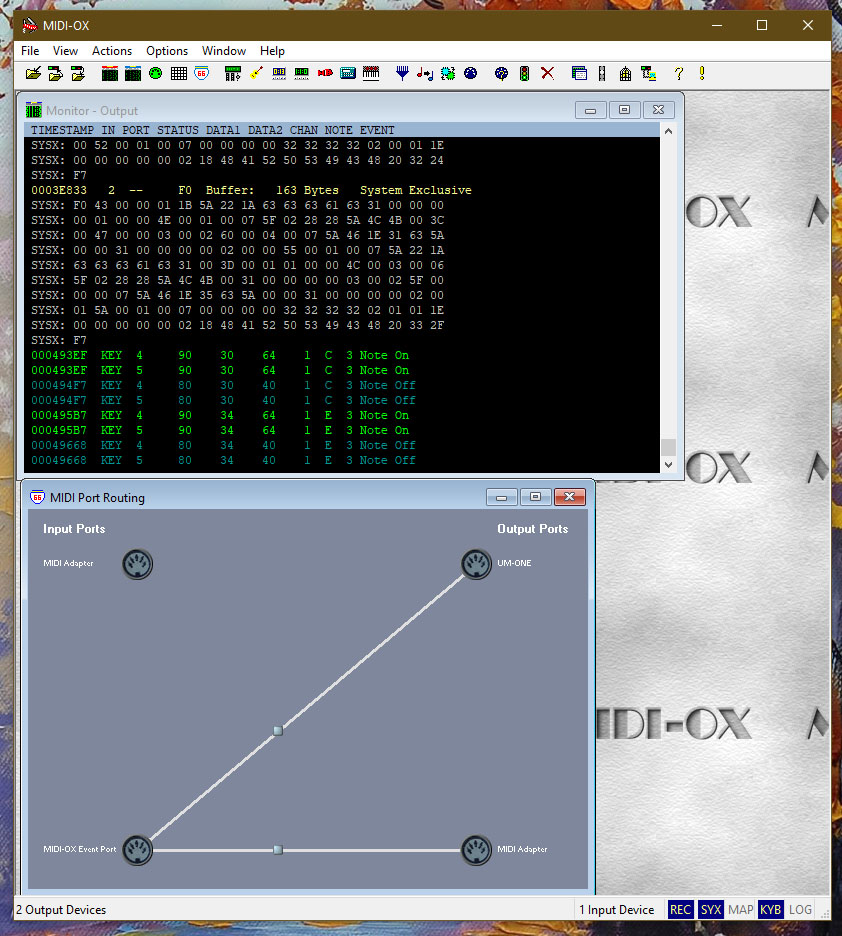 MIDI-OX
File View Actions Options Window Help
Monitor - Output
TIMESTAMP IN PORT STATUS DATA1 DATA2 CHAN NOTE EVENT
SYSX: 00 52 00 01 00 07 00 00 00 00 32 32 32 32 02 00 01 1E
SYSX: 00 00 00 00 00 02 18 48 41 52 50 53 49 43 48 20 32 24
SYSX: F7
0003E833 2 -- F0 Buffer: 163 Bytes System Exclusive
SYSX: F0 43 00 00 01 1B 5A 22 1A 63 63 63 61 63 31 00 00 00
SYSX: 00 01 00 00 4E 00 01 00 07 5F 02 28 28 5A 4C 4B 00 3C
SYSX: 00 47 00 00 03 00 02 60 00 04 00 07 5A 46 1E 31 63 5A
SYSX: 00 00 31 00 00 00 00 02 00 00 55 00 01 00 07 5A 22 1A
SYSX: 63 63 63 61 63 31 00 3D 00 01 01 00 00 4C 00 03 00 06
SYSX: 5F 02 28 28 5A 4C 4B 00 31 00 00 00 00 03 00 02 5F 00
SYSX: 00 00 07 5A 46 1E 35 63 5A 00 00 31 00 00 00 00 02 00
SYSX: 01 5A 00 01 00 07 00 00 00 00 32 32 32 32 02 01 01 1E
SYSX: 00 00 00 00 00 02 18 48 41 52 50 53 49 43 48 20 33 2F
SYSX: F7
000493EF KEY 4 90 30 64 1 C 3 Note On
000493EF KEY 5 90 30 64 1 C 3 Note On
000494F7 KEY 4 80 30 40 1 C 3 Note Off
000494F7 KEY 5 80 30 40 1 C 3 Note Off
000495B7 KEY 4 90 34 64 1 E 3 Note On
000495B7 KEY 5 90 34 64 1 E 3 Note On
00049668 KEY 4 80 34 40 1 E 3 Note Off
00049668 KEY 5 80 34 40 1 E 3 Note Off
MIDI Port Routing
Input Ports Output Ports
MIDI Adapter UM-ONE
MIDI-OX Event Port MIDI Adapter
MIDI-OX
2 Output Devices 1 Input Device REC SYX MAP KYB LOG